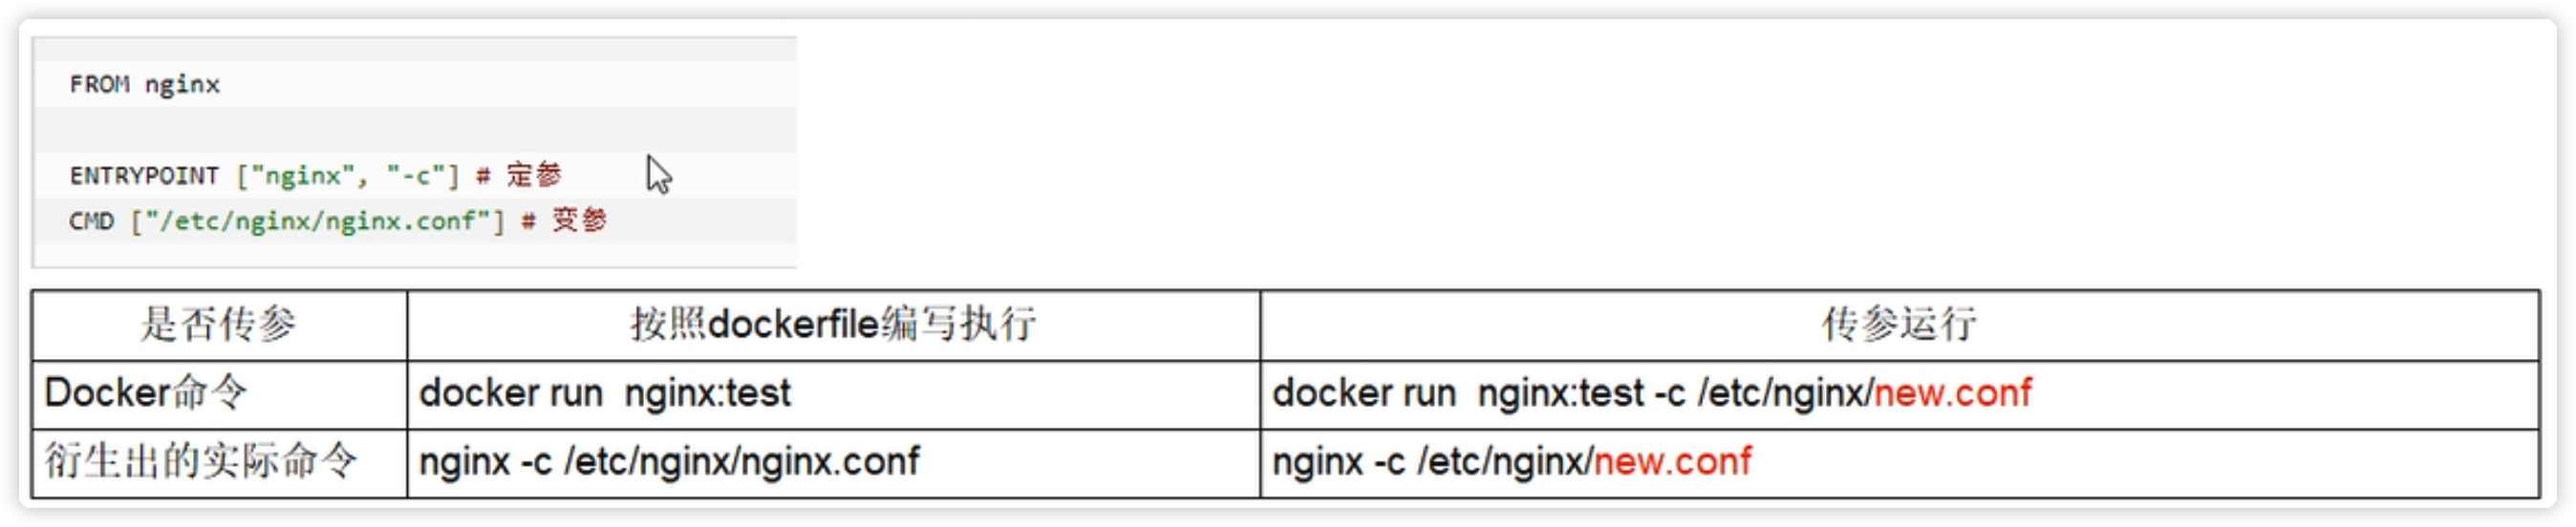 FROM nginx
ENTRYPOINT ["nginx", "-c"] # 定参
CMD ["/etc/nginx/nginx.conf"] # 变参
是否传参 按照dockerfile编写执行 传参运行
Docker命令 docker run  nginx:test docker run  nginx:test -c /etc/nginx/new.conf
衍生出的实际命令 nginx -c /etc/nginx/nginx.conf nginx -c /etc/nginx/new.conf